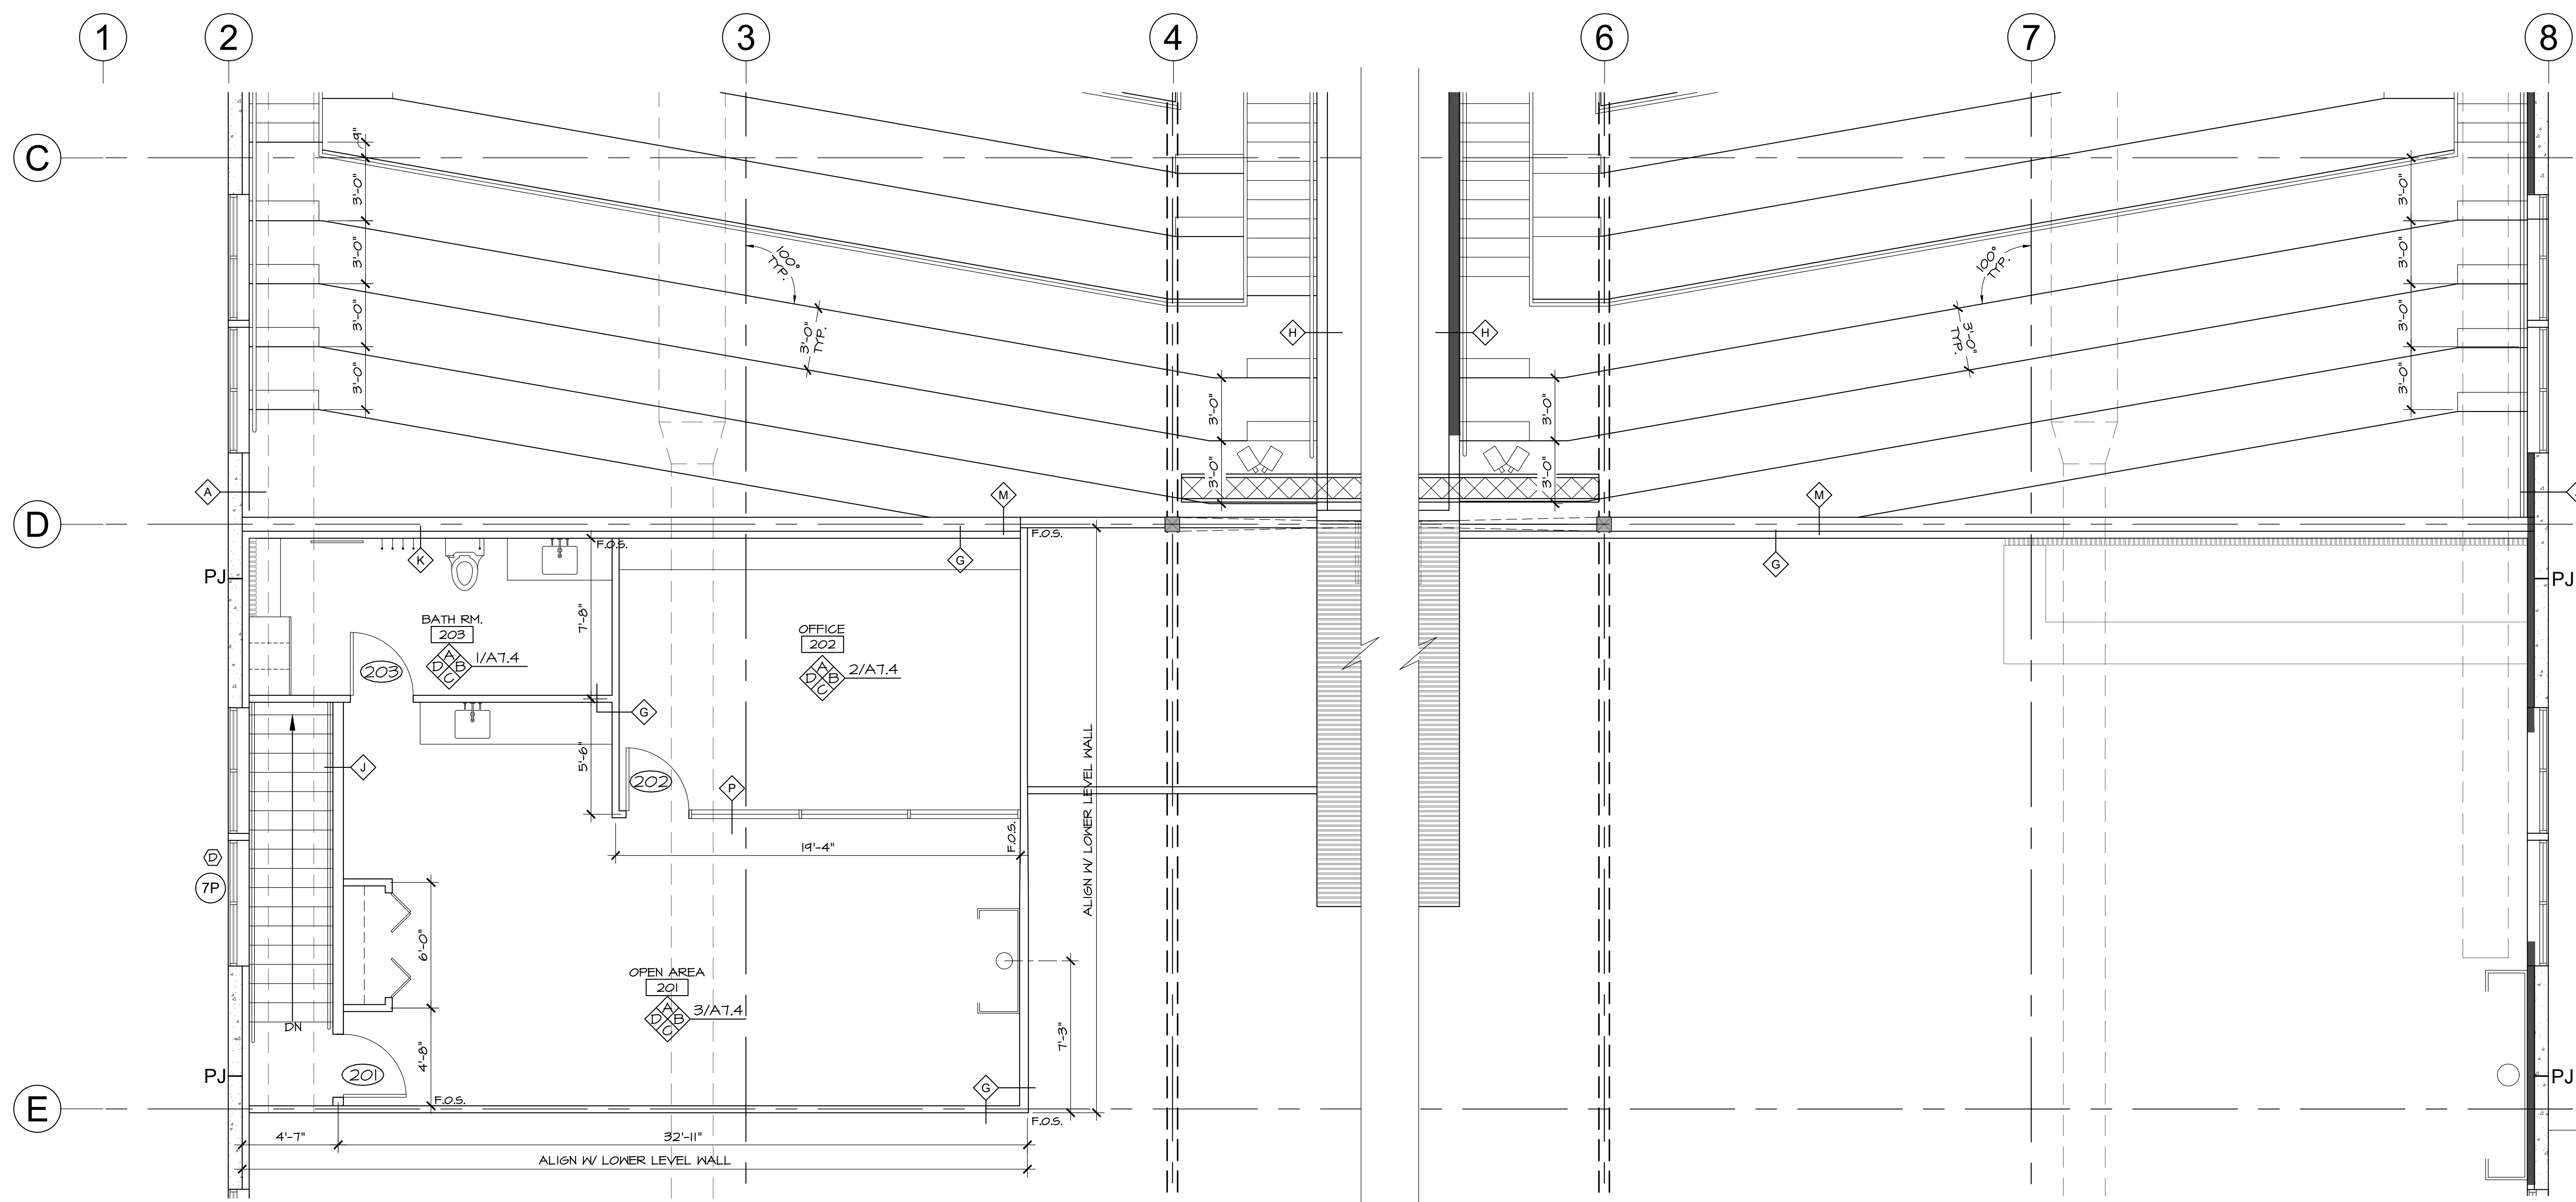 1
2
3
4
6
7
8
C
9"
3'-0"
3'-0"
3'-0"
3'-0"
100°
TYP.
3'-0"
TYP.
H
H
3'-0"
3'-0"
3'-0"
3'-0"
100°
TYP.
3'-0"
TYP.
3'-0"
3'-0"
3'-0"
3'-0"
A
M
M
D
K
F.O.S.
G
F.O.S.
G
PJ
PJ
7'-8"
BATH RM.
203
A
D B
C
1/A7.4
203
OFFICE
202
A
D B
C
2/A7.4
G
J
5'-6"
202
P
ALIGN W/ LOWER LEVEL WALL
F.O.S.
19'-4"
D
7P
6'-0"
OPEN AREA
201
A
D B
C
3/A7.4
DN
7'-3"
4'-8"
PJ
201
PJ
G
E
F.O.S.
F.O.S.
4'-7"
32'-11"
ALIGN W/ LOWER LEVEL WALL